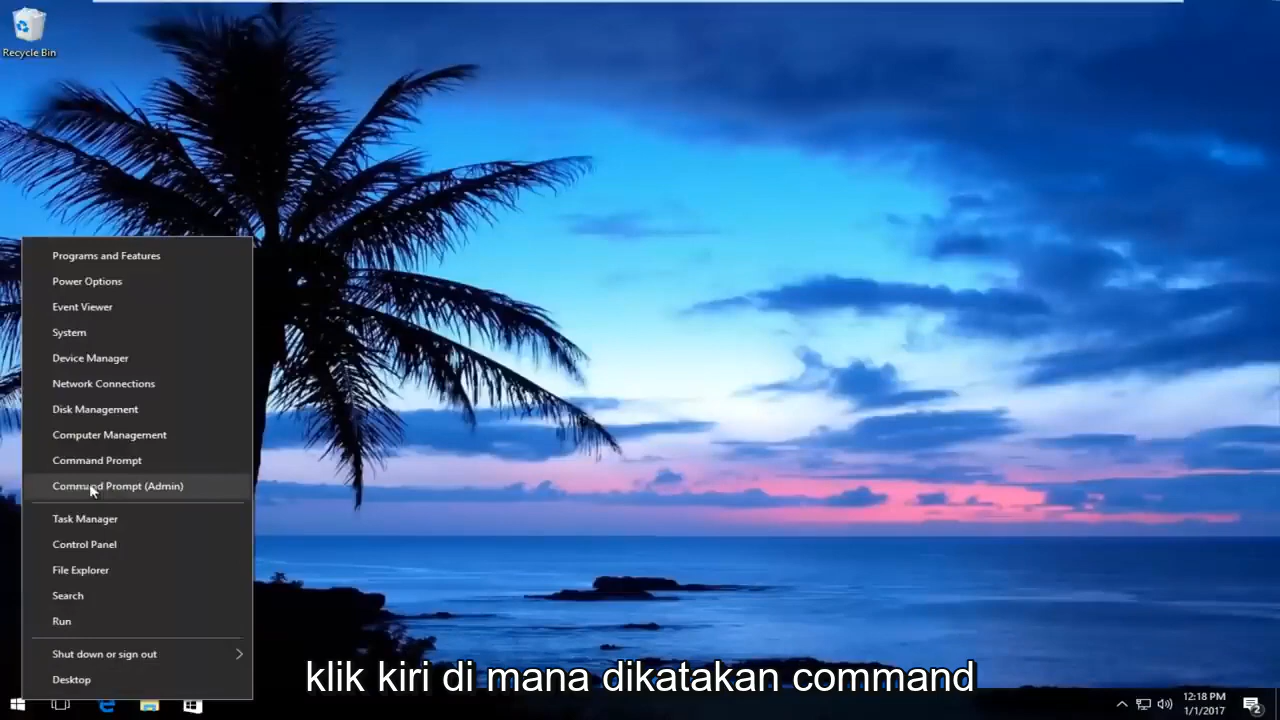 Recycle Bin
Programs and Features
Power Options
Event Viewer
System
Device Manager
Network Connections
Disk Management
Computer Management
Command Prompt
Command Prompt (Admin)
Task Manager
Control Panel
File Explorer
Search
Run
Shut down or sign out
Desktop
klik kiri di mana dikatakan command
12:18 PM
1/1/2017
2